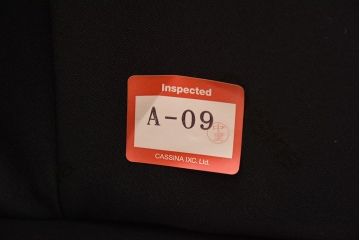 Inspected
A-09
CASSINA IXC. Ltd.